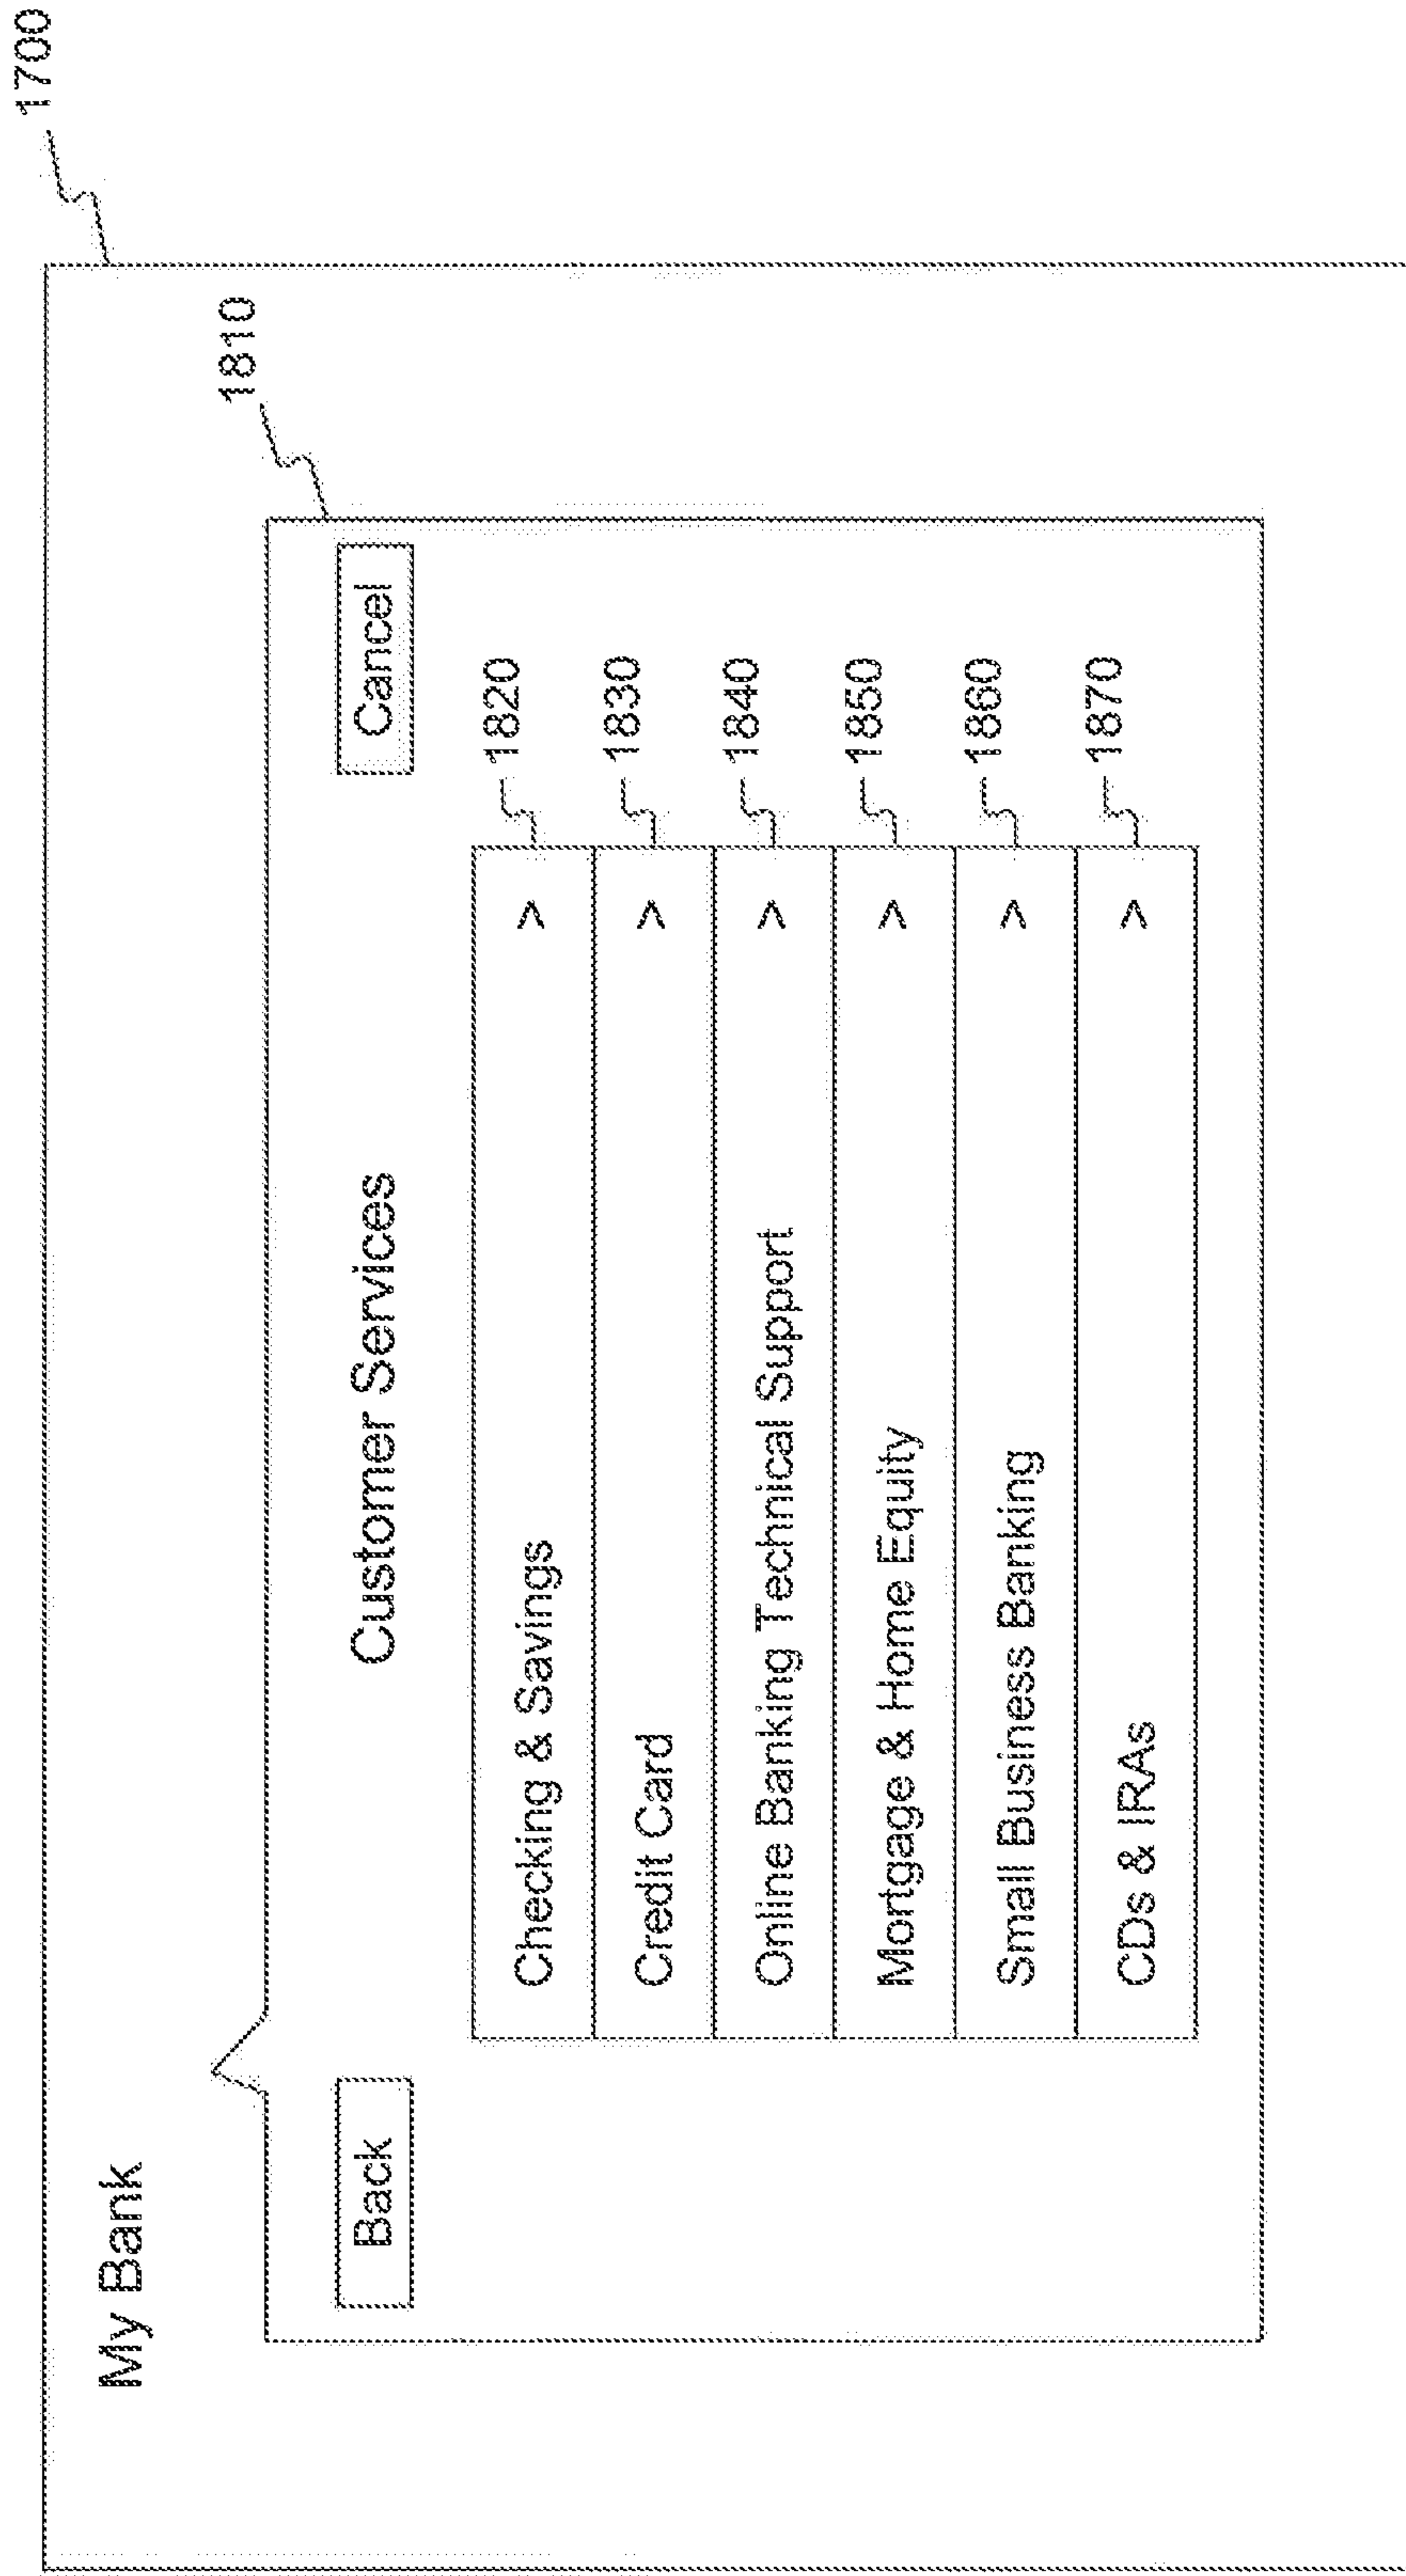 1700
My Bank
1810
Back Customer Services Cancel
Checking & Savings > 1820
Credit Card > 1830
Online Banking Technical Support > 1840
Mortgage & Home Equity > 1850
Small Business Banking > 1860
CDs & IRAs > 1870